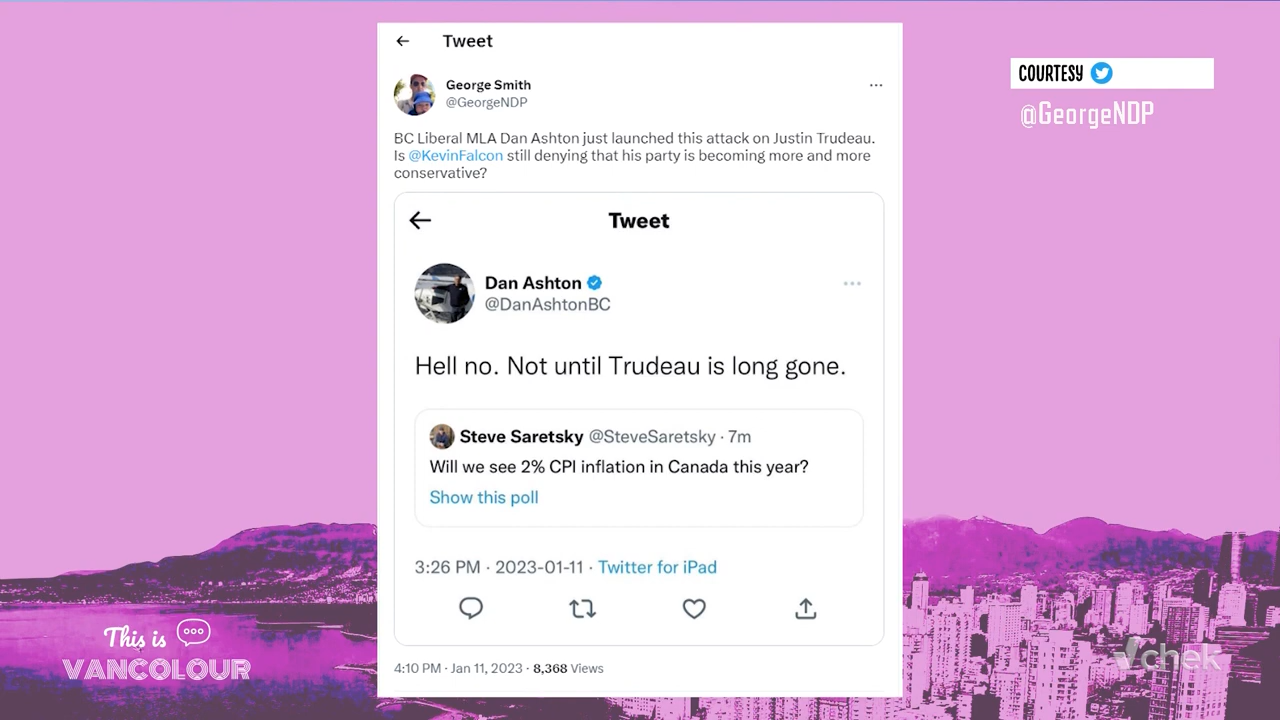 ← Tweet
George Smith
@GeorgeNDP
BC Liberal MLA Dan Ashton just launched this attack on Justin Trudeau.
Is @KevinFalcon still denying that his party is becoming more and more
conservative?
Tweet
Dan Ashton
@DanAshtonBC
Hell no. Not until Trudeau is long gone.
Steve Saretsky @SteveSaretsky · 7m
Will we see 2% CPI inflation in Canada this year?
Show this poll
3:26 PM · 2023-01-11 · Twitter for iPad
4:10 PM · Jan 11, 2023 · 8,368 Views
COURTESY
@GeorgeNDP
This is
VANCOLOUR
chek